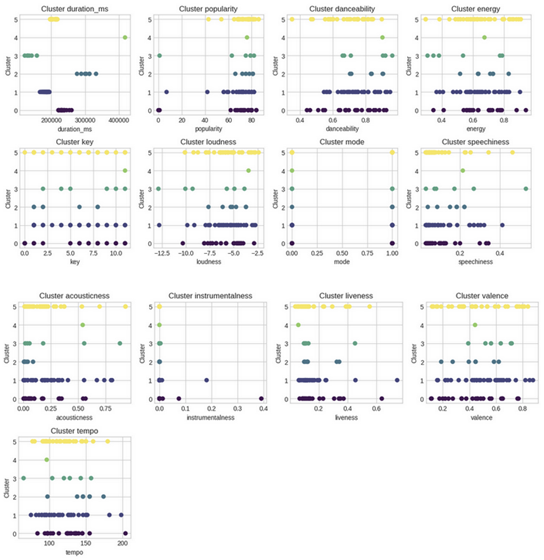 Cluster duration_ms Cluster popularity Cluster danceability Cluster energy
5 5 5 5
4 4 4 4
3 3 3 3
2 2 2 2
1 1 1 1
0 0 0 0
Cluster Cluster Cluster Cluster
200000 300000 400000 0 20 40 60 80 0.4 0.6 0.8 0.4 0.6 0.8
duration_ms popularity danceability energy
Cluster key Cluster loudness Cluster mode Cluster speechiness
5 5 5 5
4 4 4 4
3 3 3 3
2 2 2 2
1 1 1 1
0 0 0 0
Cluster Cluster Cluster Cluster
0.0 2.5 5.0 7.5 10.0 -12.5 -10.0 -7.5 -5.0 -2.5 0.00 0.25 0.50 0.75 1.00 0.2 0.4
key loudness mode speechiness
Cluster acousticness Cluster instrumentalness Cluster liveness Cluster valence
5 5 5 5
4 4 4 4
3 3 3 3
2 2 2 2
1 1 1 1
0 0 0 0
Cluster Cluster Cluster Cluster
0.00 0.25 0.50 0.75 0.0 0.1 0.2 0.3 0.4 0.2 0.4 0.6 0.2 0.4 0.6 0.8
acousticness instrumentalness liveness valence
Cluster tempo
5
4
3
2
1
0
Cluster
100 150 200
tempo